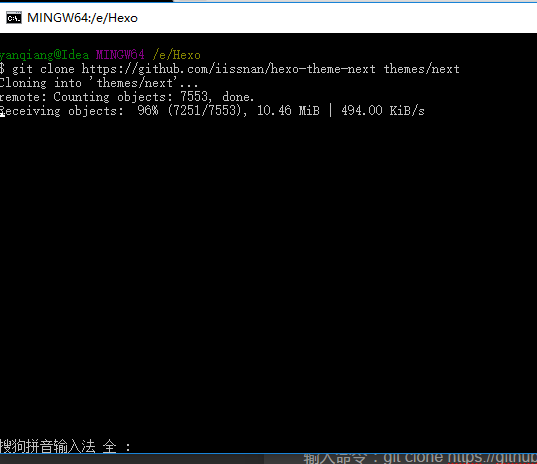 MINGW64:/e/Hexo
yanqiang@Idea MINGW64 /e/Hexo
$ git clone https://github.com/iissnan/hexo-theme-next themes/next
Cloning into 'themes/next'...
remote: Counting objects: 7553, done.
Receiving objects:  96% (7251/7553), 10.46 MiB | 494.00 KiB/s
搜狗拼音输入法 全 :
输入命令：git clone https://github